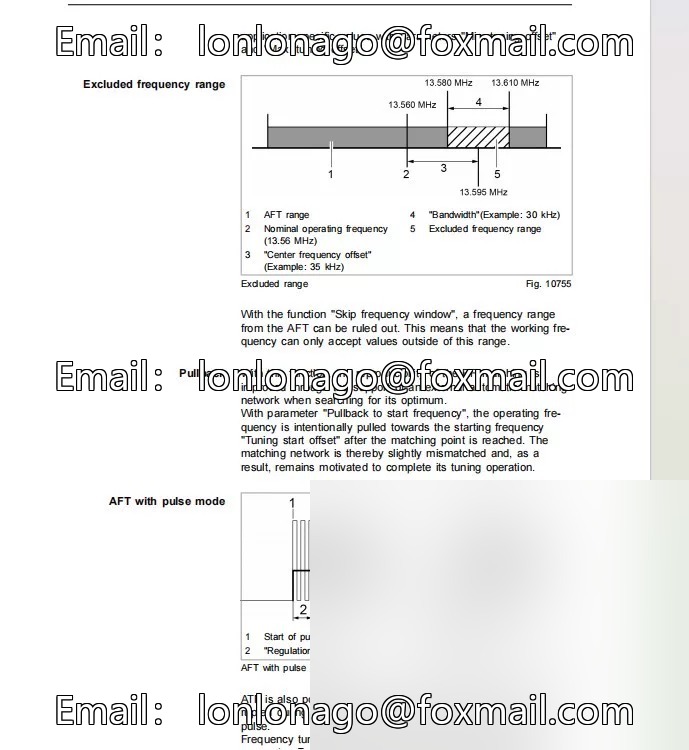 Email: lonlonago@foxmail.com
Excluded frequency range
13.580 MHz 13.610 MHz
13.560 MHz
4
1 2 3 5
13.595 MHz
1 AFT range
2 Nominal operating frequency
(13.56 MHz)
3 "Center frequency offset"
(Example: 35 kHz)
4 "Bandwidth"(Example: 30 kHz)
5 Excluded frequency range
Excluded range Fig. 10755
With the function "Skip frequency window", a frequency range
from the AFT can be ruled out. This means that the working fre-
quency can only accept values outside of this range.
Email: lonlonago@foxmail.com
network when searching for its optimum.
With parameter "Pullback to start frequency", the operating fre-
quency is intentionally pulled towards the starting frequency
"Tuning start offset" after the matching point is reached. The
matching network is thereby slightly mismatched and, as a
result, remains motivated to complete its tuning operation.
AFT with pulse mode
1
2
1 Start of pu
2 "Regulation
AFT with pulse
is also
Email: lonlonago@foxmail.com
pulse.
Frequency tur